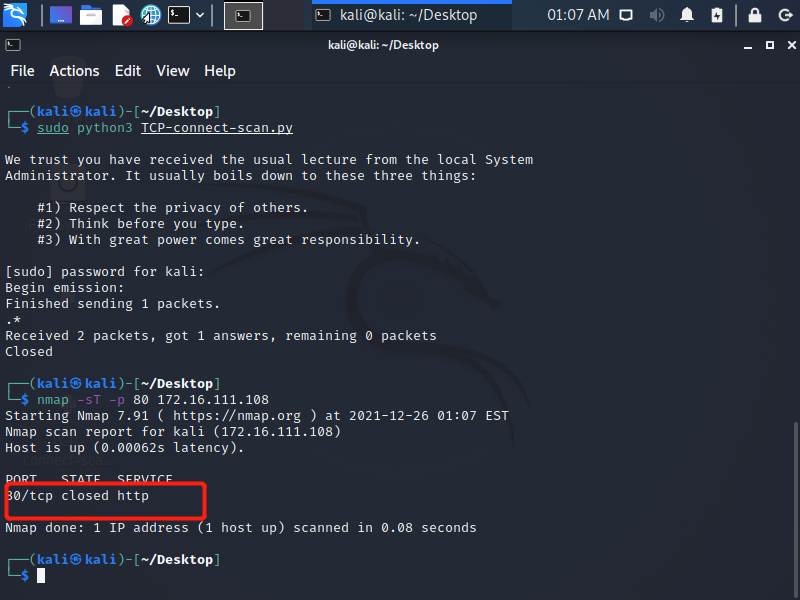 kali@kali: ~/Desktop
01:07 AM
kali@kali: ~/Desktop
File Actions Edit View Help
┌──(kali㉿kali)-[~/Desktop]
└─$ sudo python3 TCP-connect-scan.py
We trust you have received the usual lecture from the local System
Administrator. It usually boils down to these three things:
#1) Respect the privacy of others.
#2) Think before you type.
#3) With great power comes great responsibility.
[sudo] password for kali:
Begin emission:
Finished sending 1 packets.
.*
Received 2 packets, got 1 answers, remaining 0 packets
Closed
┌──(kali㉿kali)-[~/Desktop]
└─$ nmap -sT -p 80 172.16.111.108
Starting Nmap 7.91 ( https://nmap.org ) at 2021-12-26 01:07 EST
Nmap scan report for kali (172.16.111.108)
Host is up (0.00062s latency).
PORT STATE SERVICE
80/tcp closed http
Nmap done: 1 IP address (1 host up) scanned in 0.08 seconds
┌──(kali㉿kali)-[~/Desktop]
└─$